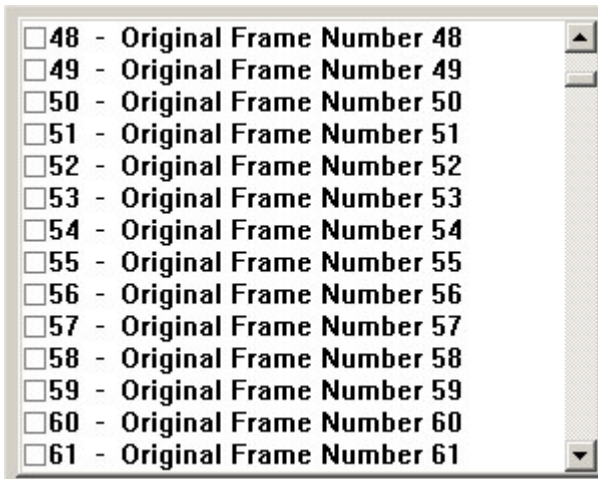 48 - Original Frame Number 48
49 - Original Frame Number 49
50 - Original Frame Number 50
51 - Original Frame Number 51
52 - Original Frame Number 52
53 - Original Frame Number 53
54 - Original Frame Number 54
55 - Original Frame Number 55
56 - Original Frame Number 56
57 - Original Frame Number 57
58 - Original Frame Number 58
59 - Original Frame Number 59
60 - Original Frame Number 60
61 - Original Frame Number 61